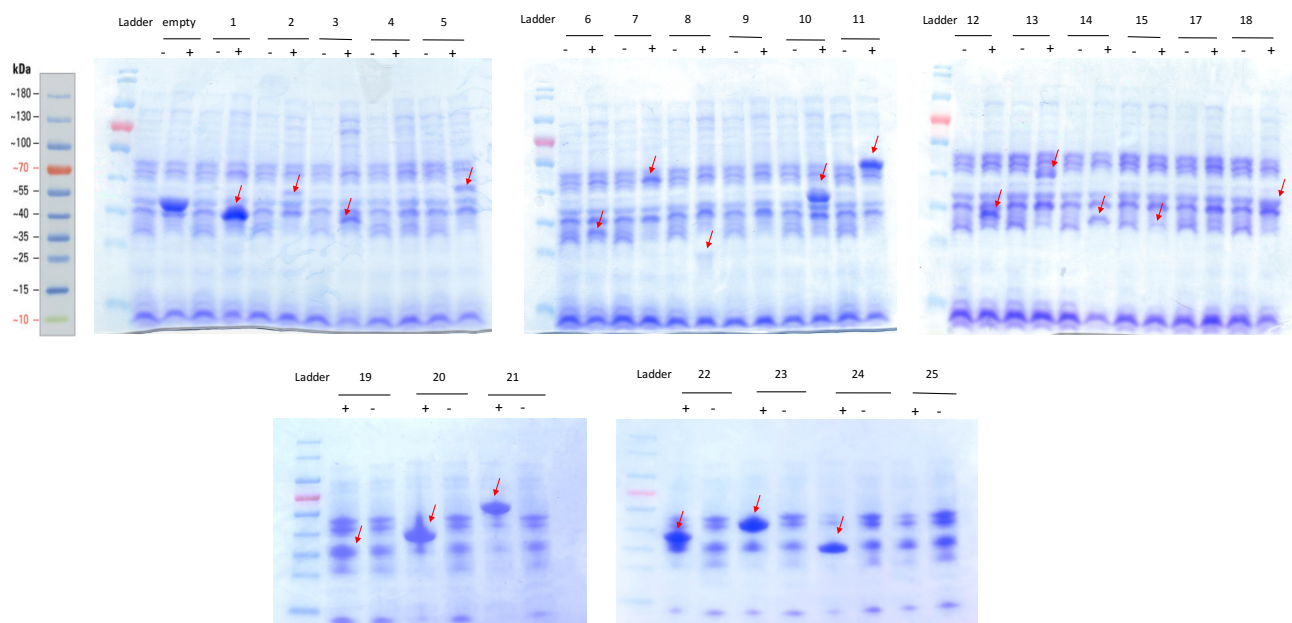 Ladder empty 1 2 3 4 5
- + - + - + - + - + - +
kDa
~180
~130
~100
~70
~55
~40
~35
~25
~15
~10
Ladder 6 7 8 9 10 11
- + - + - + - + - + - +
Ladder 12 13 14 15 17 18
- + - + - + - + - + - +
Ladder 19 20 21
+ - + - + -
Ladder 22 23 24 25
+ - + - + - + -